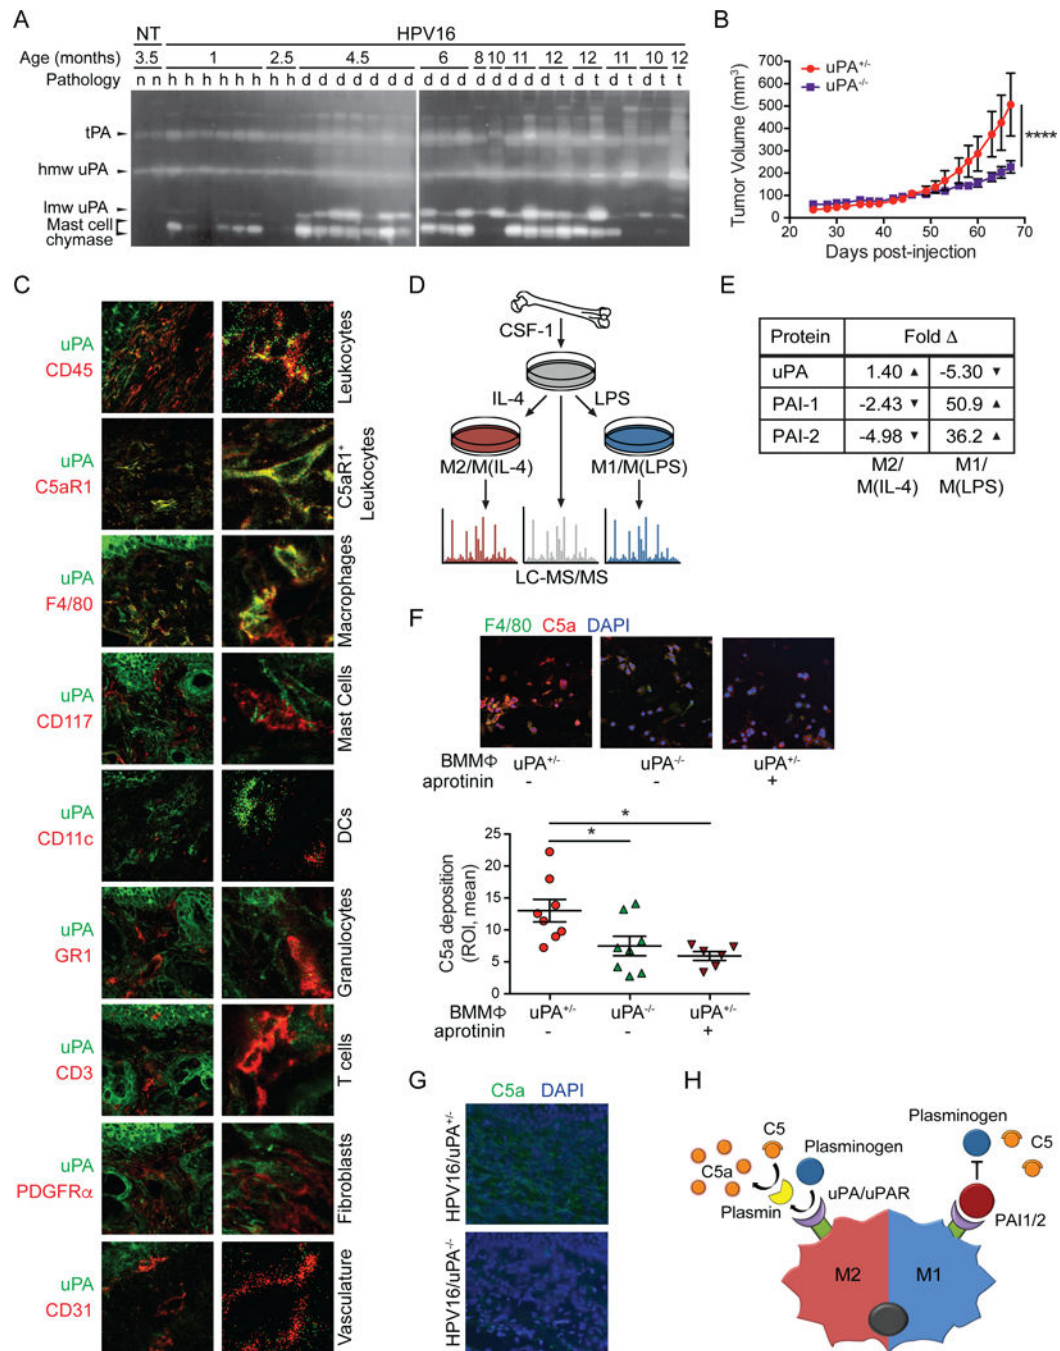 A
NT HPV16
Age (months) 3.5 1 2.5 4.5 6 8 10 11 12 12 11 10 12
Pathology n n h h h h h h h h d d d d d d d d d d d d d d d t d t d t d t t
tPA
hmw uPA
lmw uPA
Mast cell
chymase
B
Tumor Volume (mm³)
700
600
500
400
300
200
100
0
20 30 40 50 60 70
Days post-injection
uPA+/-
uPA-/-
****
C
uPA
CD45
Leukocytes
uPA
C5aR1
C5aR1+
Leukocytes
uPA
F4/80
Macrophages
uPA
CD117
Mast Cells
uPA
CD11c
DCs
uPA
GR1
Granulocytes
uPA
CD3
T cells
uPA
PDGFRα
Fibroblasts
uPA
CD31
Vasculature
D
CSF-1
IL-4 LPS
M2/M(IL-4) M1/M(LPS)
LC-MS/MS
E
Protein Fold Δ
uPA 1.40 ▲ -5.30 ▼
PAI-1 -2.43 ▼ 50.9 ▲
PAI-2 -4.98 ▼ 36.2 ▲
M2/ M1/
M(IL-4) M(LPS)
F
F4/80 C5a DAPI
BMMΦ uPA+/- uPA-/- uPA+/-
aprotinin - - +
C5a deposition
(ROI, mean)
25
20
15
10
5
0
* *
BMMΦ uPA+/- uPA-/- uPA+/-
aprotinin - - +
G
C5a DAPI
HPV16/uPA+/-
HPV16/uPA-/-
H
C5
Plasminogen
C5a
uPA/uPAR
Plasmin
Plasminogen
C5
PAI1/2
M2 M1